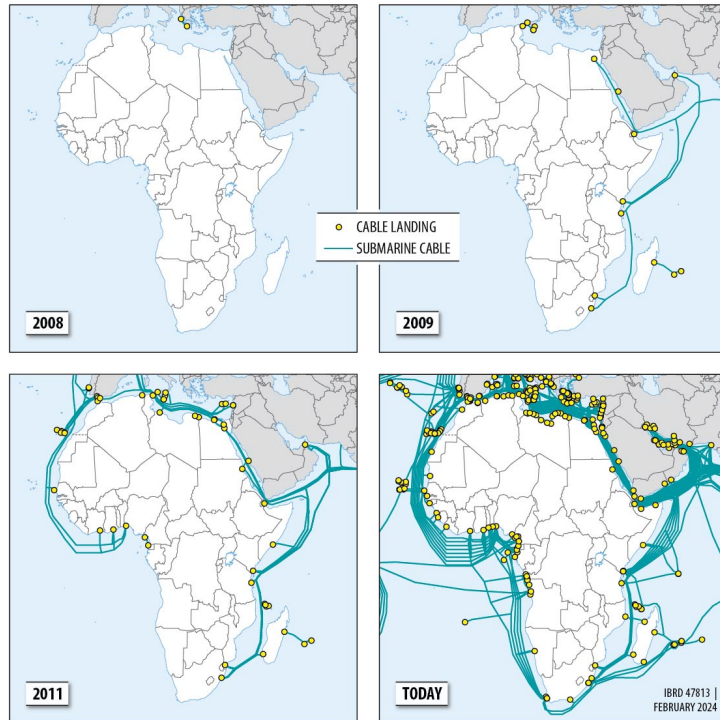 2008
2009
CABLE LANDING
SUBMARINE CABLE
2011
TODAY
IBRD 47813 |
FEBRUARY 2024